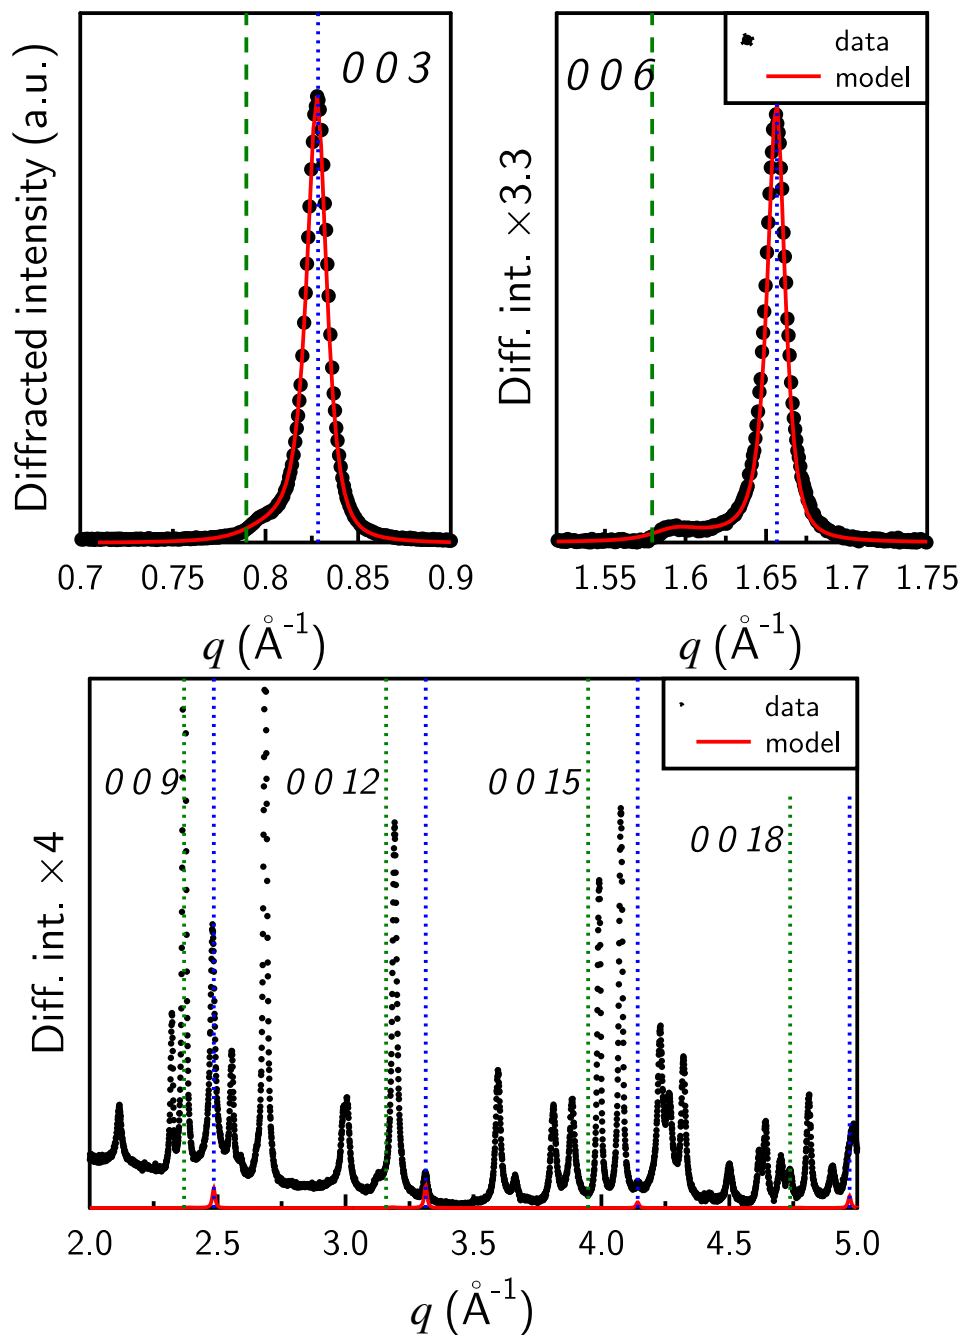 Diffracted intensity (a.u.)
0 0 3
0.7 0.75 0.8 0.85 0.9
q (Å⁻¹)
Diff. int. ×3.3
0 0 6
data
model
1.55 1.6 1.65 1.7 1.75
q (Å⁻¹)
Diff. int. ×4
data
model
0 0 9 0 0 12 0 0 15
0 0 18
2.0 2.5 3.0 3.5 4.0 4.5 5.0
q (Å⁻¹)